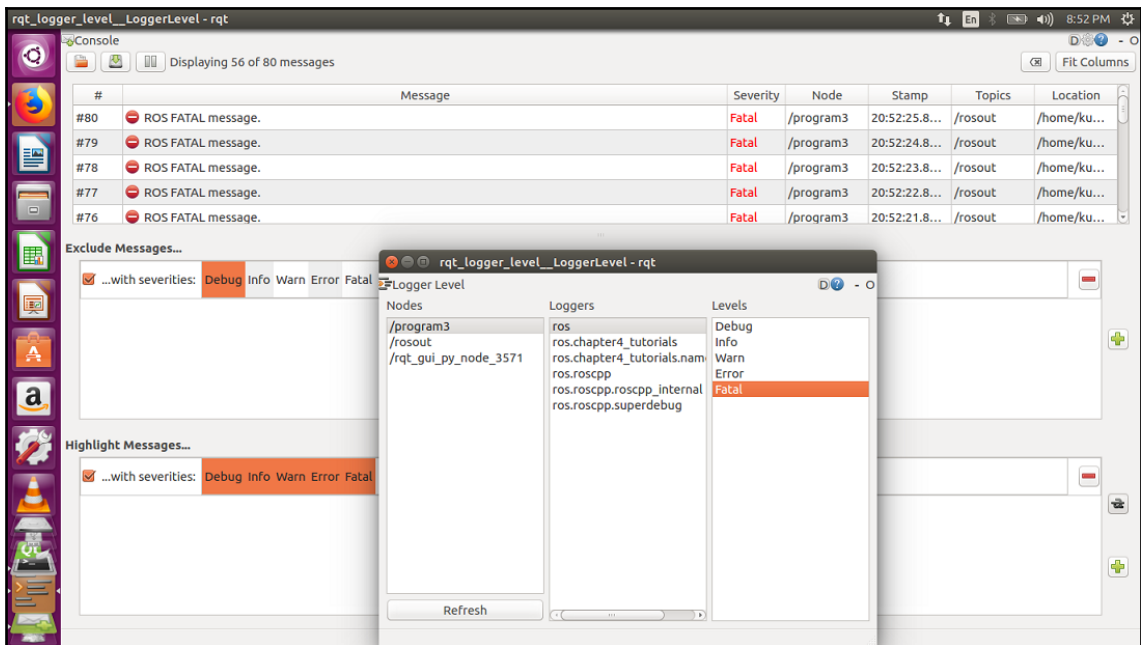 rqt_logger_level__LoggerLevel - rqt En 8:52 PM
Console D - O
Displaying 56 of 80 messages Fit Columns
# Message Severity Node Stamp Topics Location
#80 ROS FATAL message. Fatal /program3 20:52:25.8... /rosout /home/ku...
#79 ROS FATAL message. Fatal /program3 20:52:24.8... /rosout /home/ku...
#78 ROS FATAL message. Fatal /program3 20:52:23.8... /rosout /home/ku...
#77 ROS FATAL message. Fatal /program3 20:52:22.8... /rosout /home/ku...
#76 ROS FATAL message. Fatal /program3 20:52:21.8... /rosout /home/ku...
Exclude Messages...
...with severities: Debug Info Warn Error Fatal
rqt_logger_level__LoggerLevel - rqt
Logger Level D - O
Nodes Loggers Levels
/program3 ros Debug
/rosout ros.chapter4_tutorials Info
/rqt_gui_py_node_3571 ros.chapter4_tutorials.nam Warn
ros.roscpp Error
ros.roscpp.roscpp_internal Fatal
ros.roscpp.superdebug
Highlight Messages...
...with severities: Debug Info Warn Error Fatal
Refresh